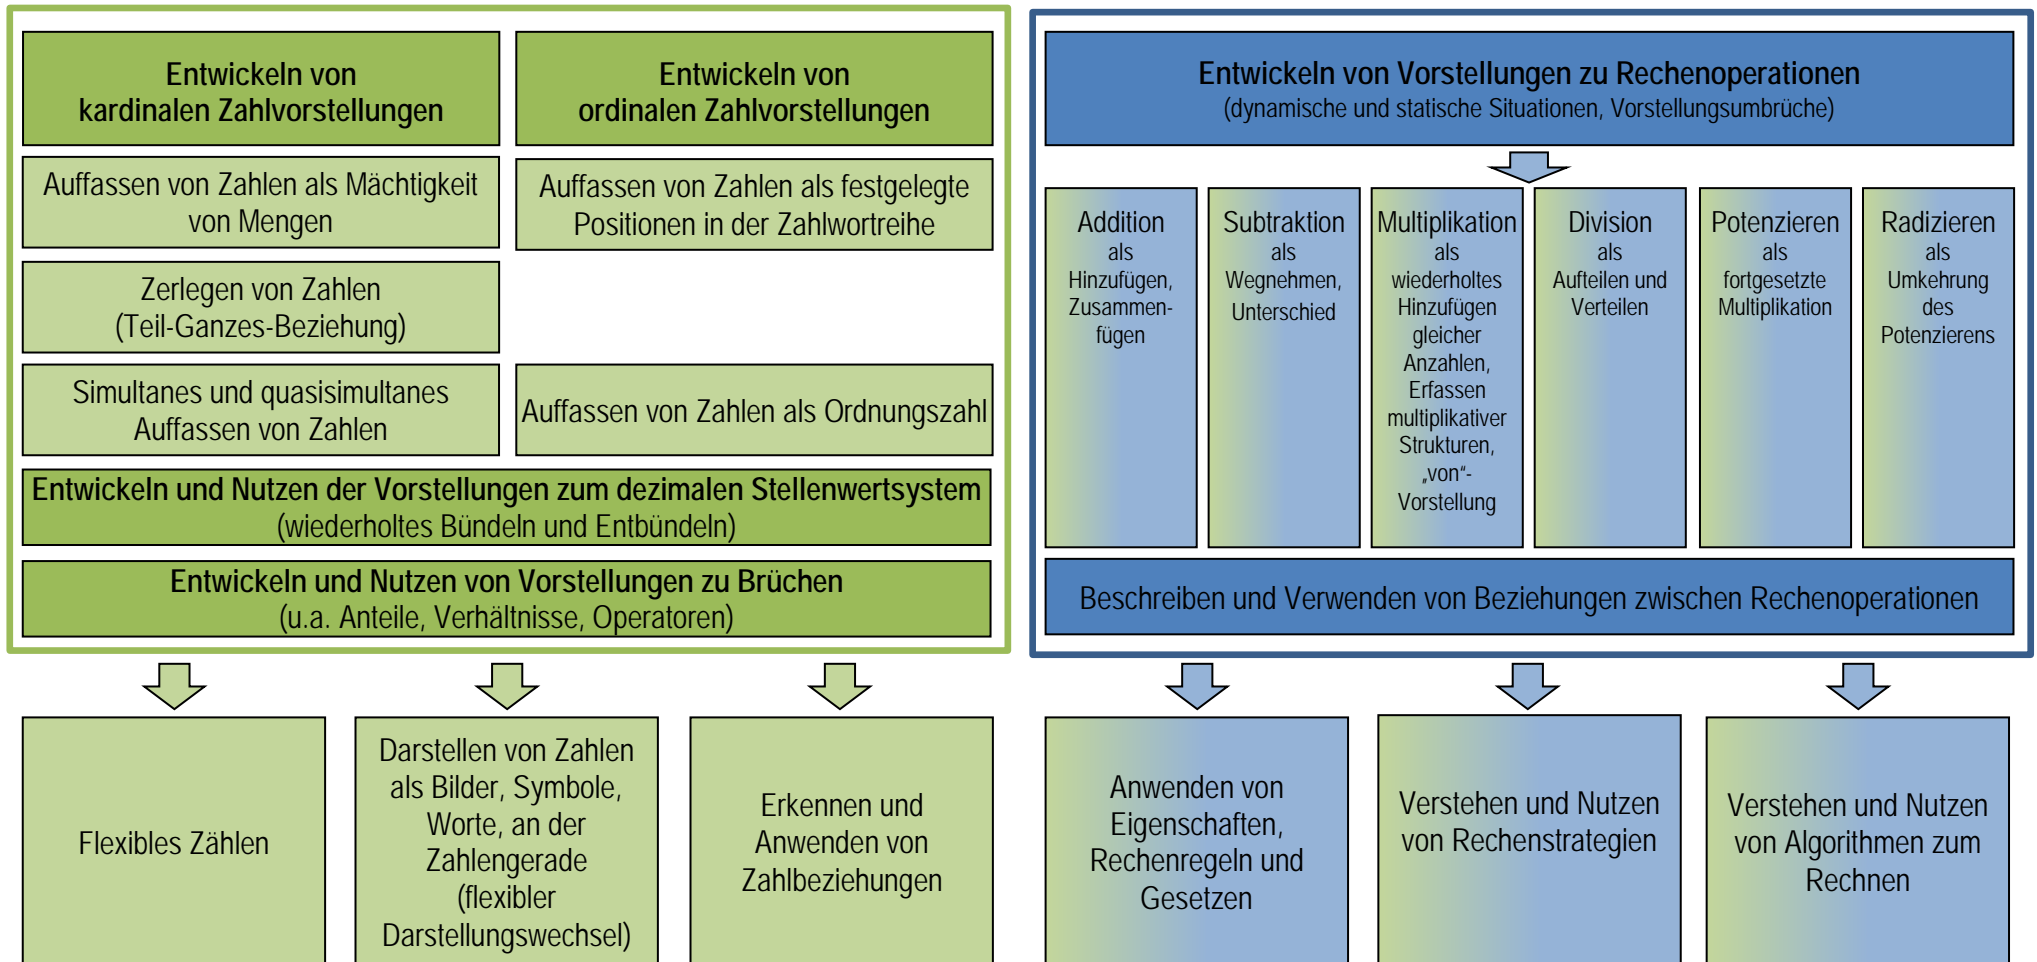 Entwickeln von
kardinalen Zahlvorstellungen
Entwickeln von
ordinalen Zahlvorstellungen
Auffassen von Zahlen als Mächtigkeit
von Mengen
Auffassen von Zahlen als festgelegte
Positionen in der Zahlwortreihe
Zerlegen von Zahlen
(Teil-Ganzes-Beziehung)
Simultanes und quasisimultanes
Auffassen von Zahlen
Auffassen von Zahlen als Ordnungszahl
Entwickeln und Nutzen der Vorstellungen zum dezimalen Stellenwertsystem
(wiederholtes Bündeln und Entbündeln)
Entwickeln und Nutzen von Vorstellungen zu Brüchen
(u.a. Anteile, Verhältnisse, Operatoren)
Flexibles Zählen
Darstellen von Zahlen
als Bilder, Symbole,
Worte, an der
Zahlengerade
(flexibler
Darstellungswechsel)
Erkennen und
Anwenden von
Zahlbeziehungen
Entwickeln von Vorstellungen zu Rechenoperationen
(dynamische und statische Situationen, Vorstellungsumbrüche)
Addition
als
Hinzufügen,
Zusammen-
fügen
Subtraktion
als
Wegnehmen,
Unterschied
Multiplikation
als
wiederholtes
Hinzufügen
gleicher
Anzahlen,
Erfassen
multiplikativer
Strukturen,
„von“-
Vorstellung
Division
als
Aufteilen und
Verteilen
Potenzieren
als
fortgesetzte
Multiplikation
Radizieren
als
Umkehrung
des
Potenzierens
Beschreiben und Verwenden von Beziehungen zwischen Rechenoperationen
Anwenden von
Eigenschaften,
Rechenregeln und
Gesetzen
Verstehen und Nutzen
von Rechenstrategien
Verstehen und Nutzen
von Algorithmen zum
Rechnen